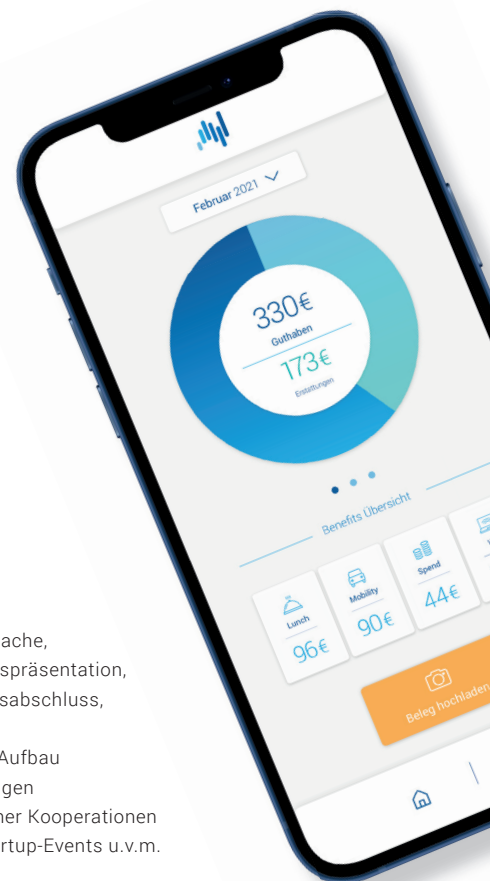 Februar 2021
330€
Guthaben
173€
Erstattungen
Benefits Übersicht
Lunch
96€
Mobility
90€
Spend
44€
Beleg hochladen
ache,
spräsentation,
sabschluss,
Aufbau
gen
ner Kooperationen
rtup-Events u.v.m.